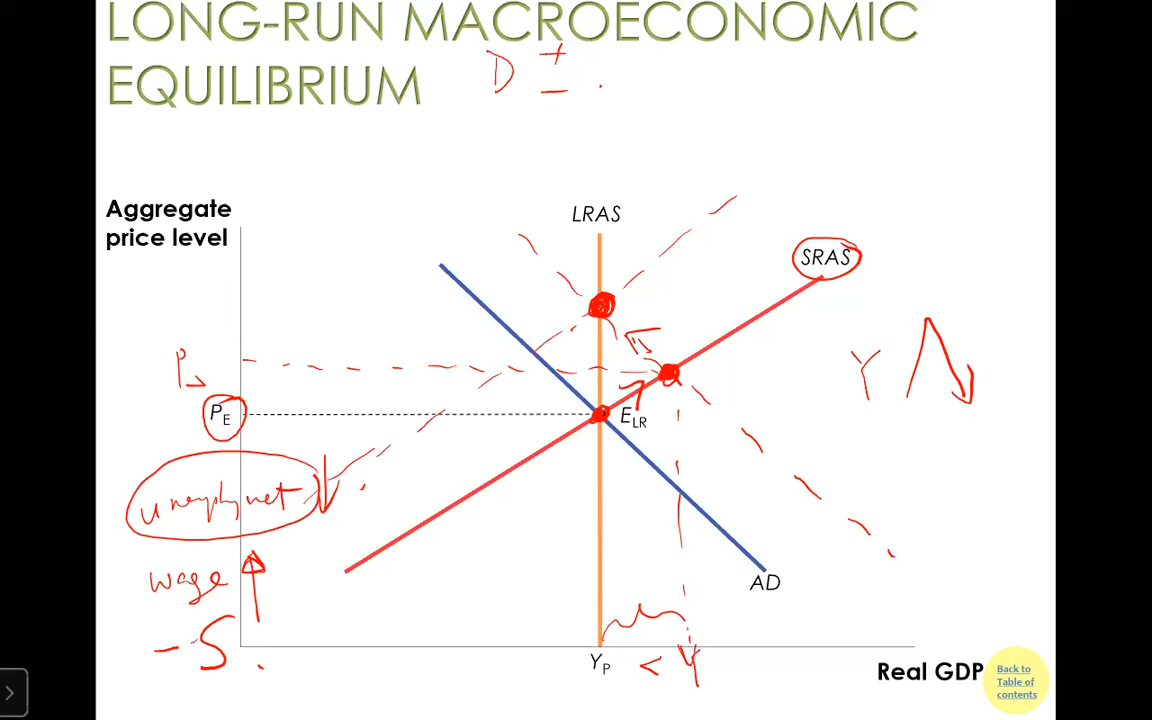 LONG-RUN MACROECONOMIC
EQUILIBRIUM
D ±
Aggregate
price level
LRAS
SRAS
P
Y
PE
ELR
wage
- S
AD
YP < Y
Real GDP
Back to
Table of
contents